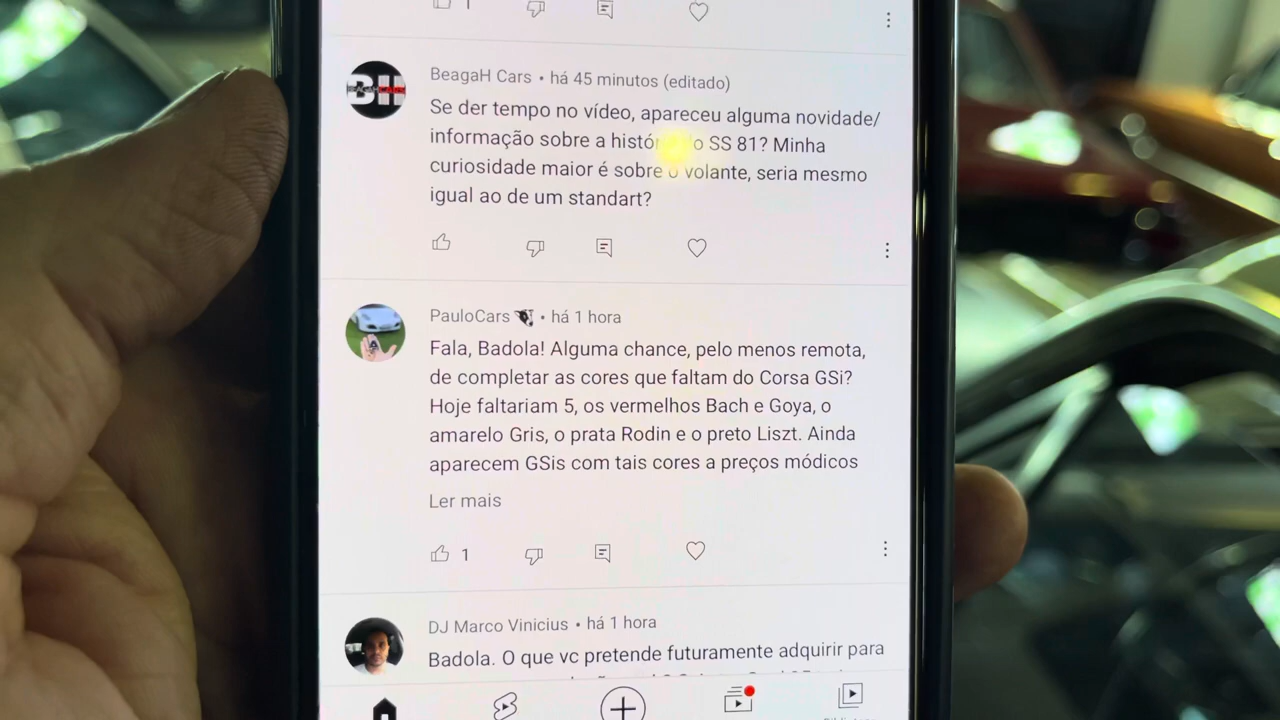 1
BeagaH Cars • há 45 minutos (editado)
Se der tempo no vídeo, apareceu alguma novidade/
informação sobre a SS 81? Minha
curiosidade maior é sobre o volante, seria mesmo
igual ao de um standart?
BH
PauloCars • há 1 hora
Fala, Badola! Alguma chance, pelo menos remota,
de completar as cores que faltam do Corsa GSi?
Hoje faltariam 5, os vermelhos Bach e Goya, o
amarelo Gris, o prata Rodin e o preto Liszt. Ainda
aparecem GSis com tais cores a preços módicos
Ler mais
1
DJ Marco Vinicius • há 1 hora
Badola. O que vc pretende futuramente adquirir para